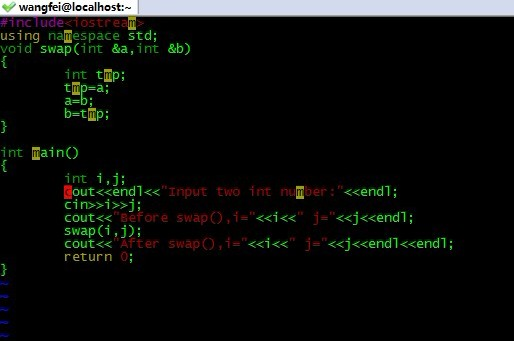 wangfei@localhost:~
#include<iostream>
using namespace std;
void swap(int &a,int &b)
{
        int tmp;
        tmp=a;
        a=b;
        b=tmp;
}

int main()
{
        int i,j;
        cout<<endl<<"Input two int number:"<<endl;
        cin>>i>>j;
        cout<<"Before swap(),i="<<i<<" j="<<j<<endl;
        swap(i,j);
        cout<<"After swap(),i="<<i<<" j="<<j<<endl<<endl;
        return 0;
}
~
~
~
~